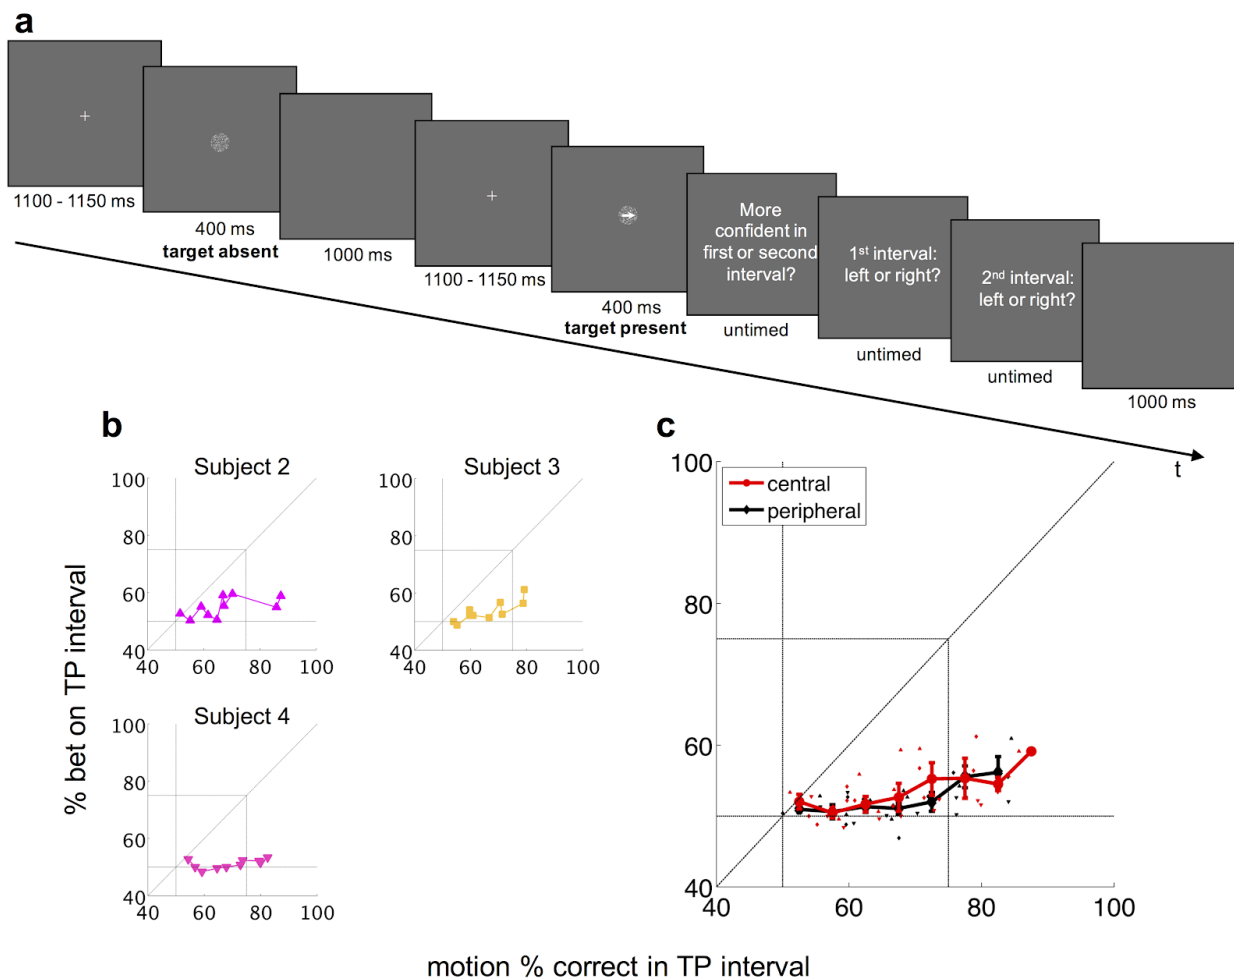 a
1100 - 1150 ms
400 ms
target absent
1000 ms
1100 - 1150 ms
400 ms
target present
More
confident in
first or second
interval?
untimed
1st interval:
left or right?
untimed
2nd interval:
left or right?
untimed
1000 ms
t
b
% bet on TP interval
Subject 2
100
80
60
40
40 60 80 100
Subject 3
100
80
60
40
40 60 80 100
Subject 4
100
80
60
40
40 60 80 100
c
central
peripheral
100
80
60
40
40 60 80 100
motion % correct in TP interval